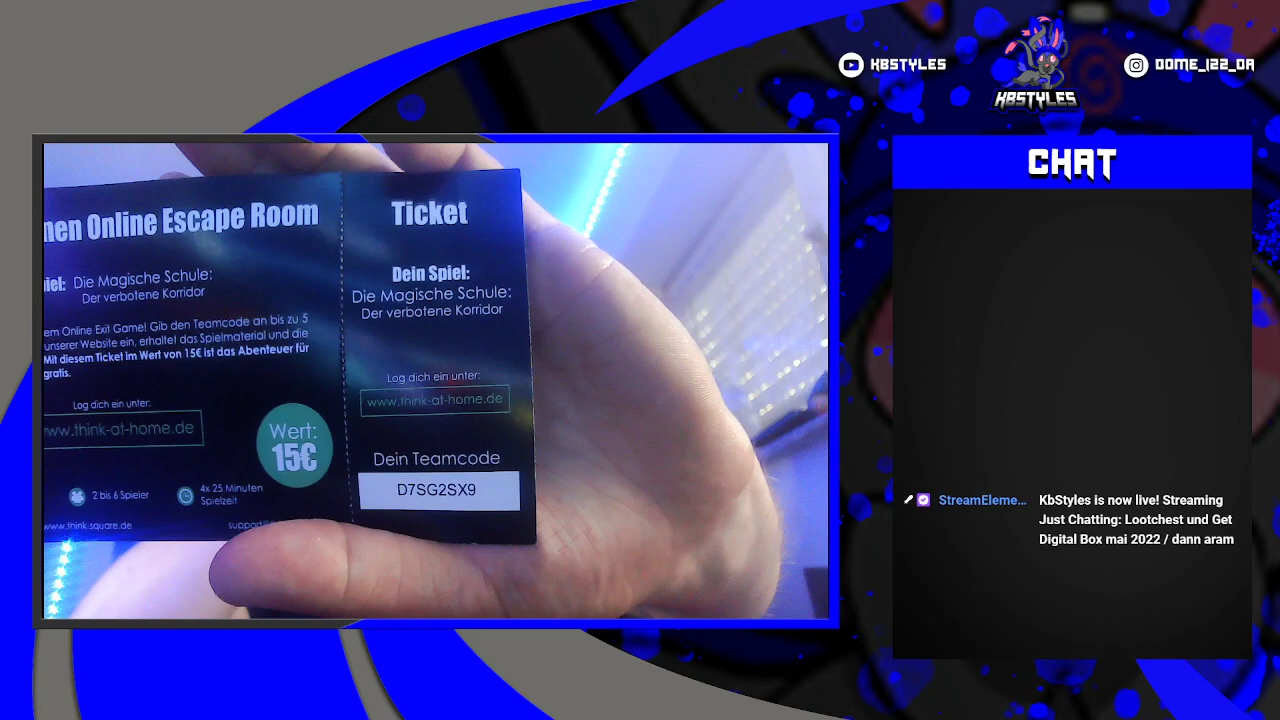 KBSTYLES
KBSTYLES
DOME_122_DA
CHAT
nen Online Escape Room
iel: Die Magische Schule:
Der verbotene Korridor
em Online Exit Game! Gib den Teamcode an bis zu 5
unserer Website ein, erhaltet das Spielmaterial und die
Mit diesem Ticket im Wert von 15€ ist das Abenteuer für
gratis.
Log dich ein unter:
www.think-at-home.de
Wert:
15€
2 bis 6 Spieler
4x 25 Minuten
Spielzeit
www.think-square.de
support
Ticket
Dein Spiel:
Die Magische Schule:
Der verbotene Korridor
Log dich ein unter:
www.think-at-home.de
Dein Teamcode
D7SG2SX9
StreamEleme...
KbStyles is now live! Streaming
Just Chatting: Lootchest und Get
Digital Box mai 2022 / dann aram